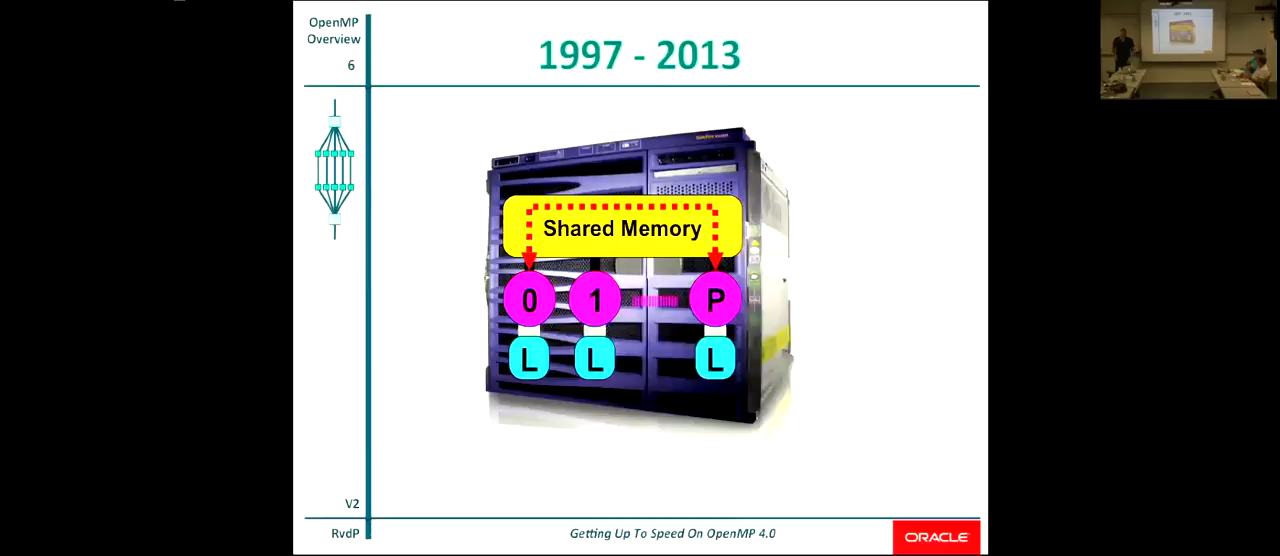 OpenMP
Overview
6
1997 - 2013
Shared Memory
0 1 P
L L L
V2
RvdP
Getting Up To Speed On OpenMP 4.0
ORACLE